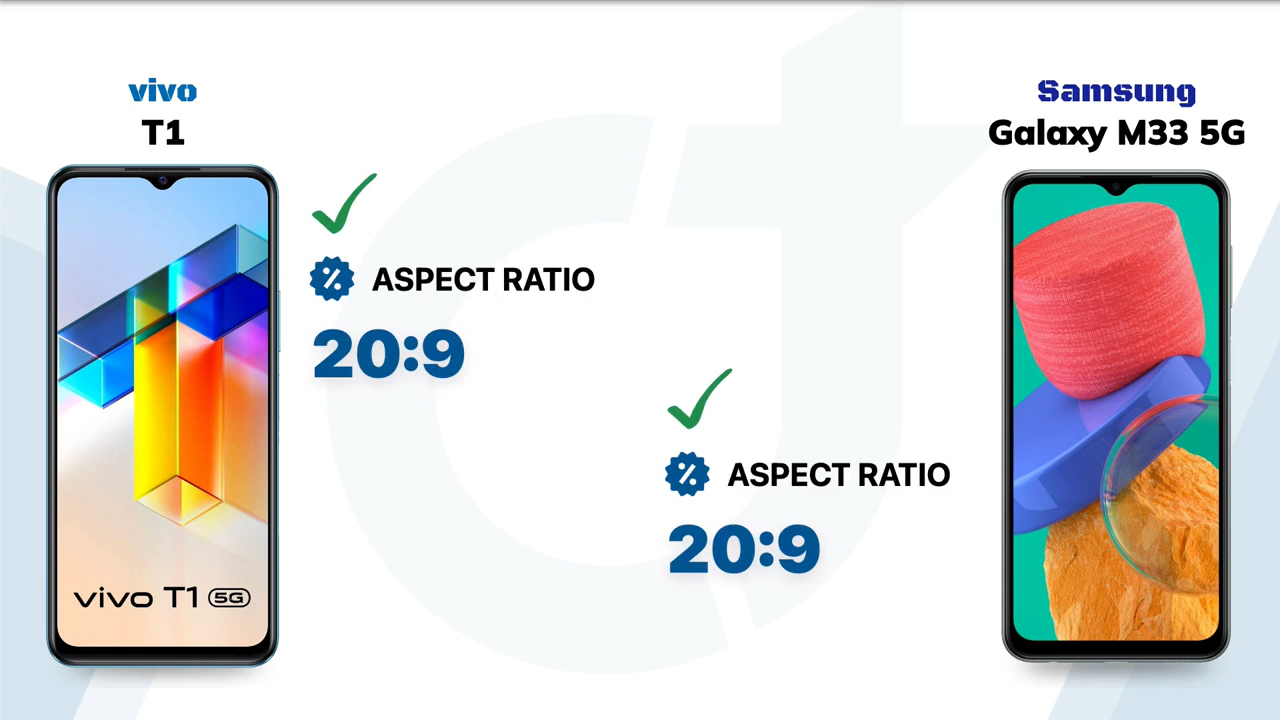 vivo
T1
ASPECT RATIO
20:9
vivo T1 5G
Samsung
Galaxy M33 5G
ASPECT RATIO
20:9